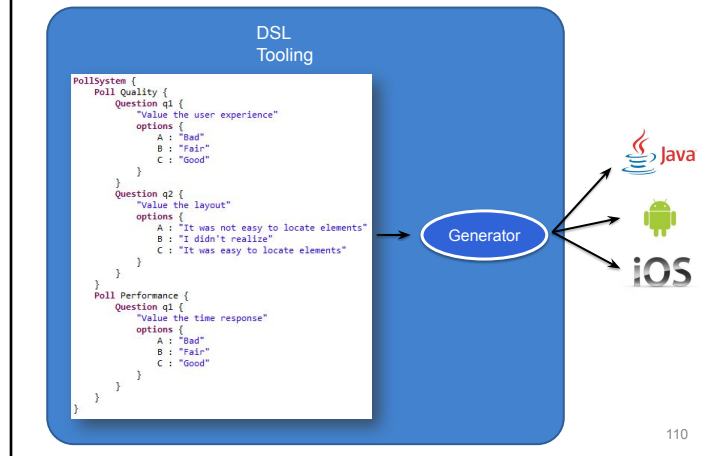 DSL
Tooling
PollSystem {
    Poll Quality {
        Question q1 {
            "Value the user experience"
            options {
                A : "Bad"
                B : "Fair"
                C : "Good"
            }
        }
        Question q2 {
            "Value the layout"
            options {
                A : "It was not easy to locate elements"
                B : "I didn't realize"
                C : "It was easy to locate elements"
            }
        }
    }
    Poll Performance {
        Question q1 {
            "Value the time response"
            options {
                A : "Bad"
                B : "Fair"
                C : "Good"
            }
        }
    }
}
Generator
Java
iOS
110